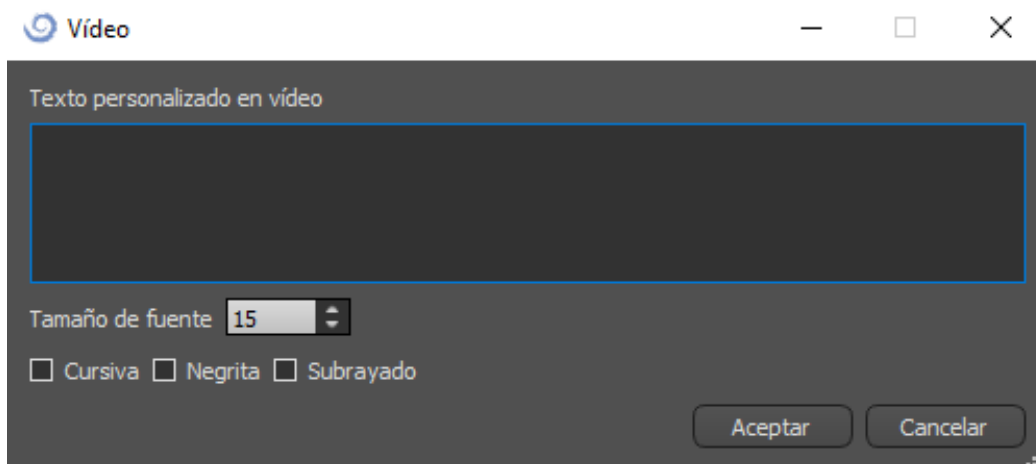 Vídeo
Texto personalizado en vídeo
Tamaño de fuente 15
Cursiva Negrita Subrayado
Aceptar Cancelar